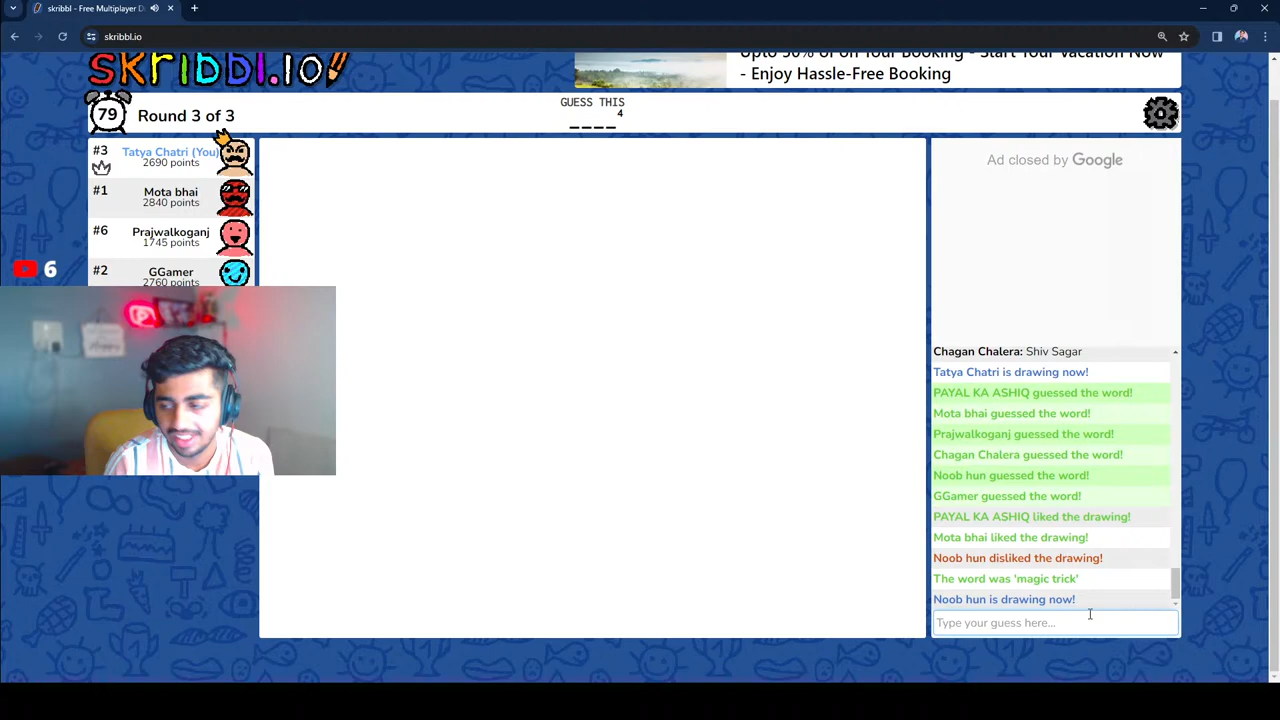 skribbl - Free Multiplayer D
skribbl.io
skribbl.io
Upto 50% of on Your Booking - Start Your Vacation Now
- Enjoy Hassle-Free Booking
79
Round 3 of 3
GUESS THIS
4
____
#3
Tatya Chatri (You)
2690 points
#1
Mota bhai
2840 points
#6
Prajwalkoganj
1745 points
#2
GGamer
2760 points
6
Ad closed by Google
Chagan Chalera: Shiv Sagar
Tatya Chatri is drawing now!
PAYAL KA ASHIQ guessed the word!
Mota bhai guessed the word!
Prajwalkoganj guessed the word!
Chagan Chalera guessed the word!
Noob hun guessed the word!
GGamer guessed the word!
PAYAL KA ASHIQ liked the drawing!
Mota bhai liked the drawing!
Noob hun disliked the drawing!
The word was 'magic trick'
Noob hun is drawing now!
Type your guess here...